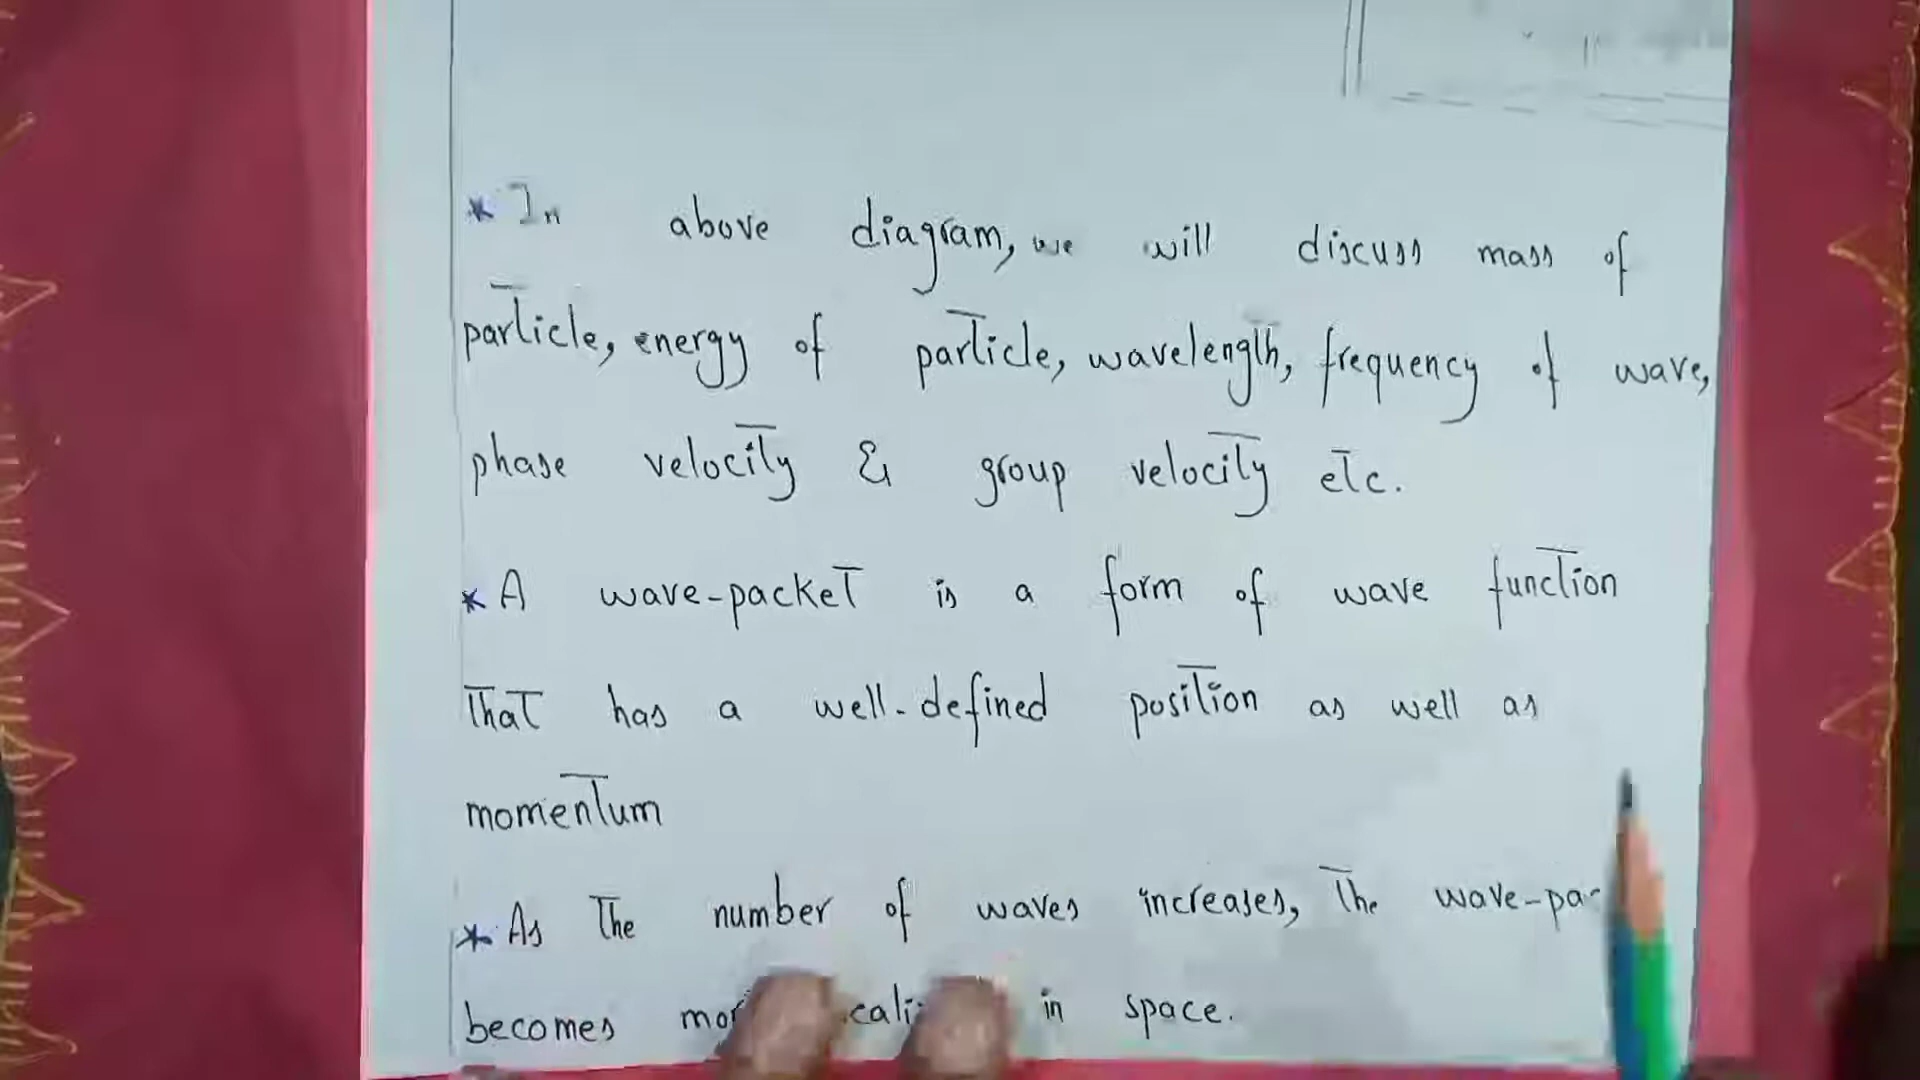 * In above diagram, we will discuss mass of
particle, energy of particle, wavelength, frequency of wave,
phase velocity & group velocity etc.
* A wave-packet is a form of wave function
that has a well-defined position as well as
momentum
* As the number of waves increases, the
becomes in space.